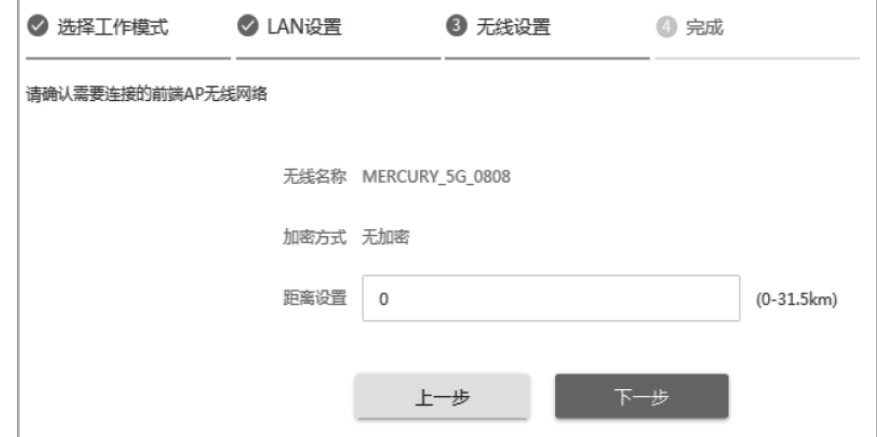 选择工作模式 LAN设置 3 无线设置 4 完成
请确认需要连接的前端AP无线网络
无线名称 MERCURY_5G_0808
加密方式 无加密
距离设置 0 (0-31.5km)
上一步 下一步